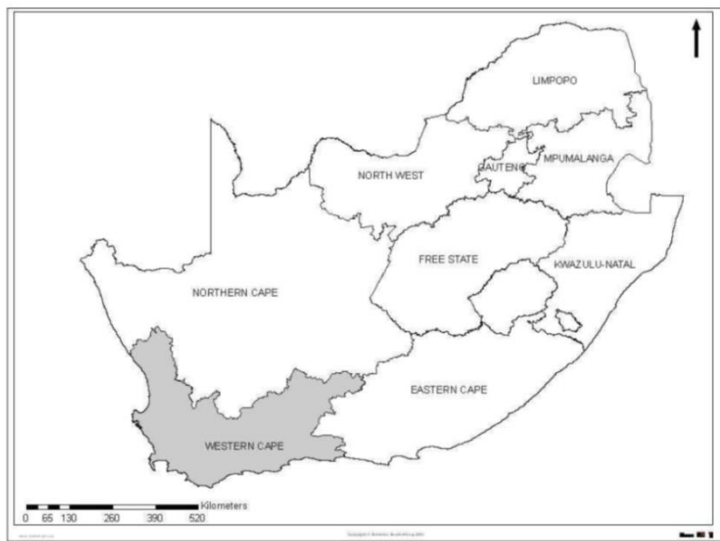 LIMPOPO
MPUMALANGA
GAUTENG
NORTH WEST
FREE STATE
KWAZULU-NATAL
NORTHERN CAPE
EASTERN CAPE
WESTERN CAPE
Kilometers
0 65 130 260 390 520